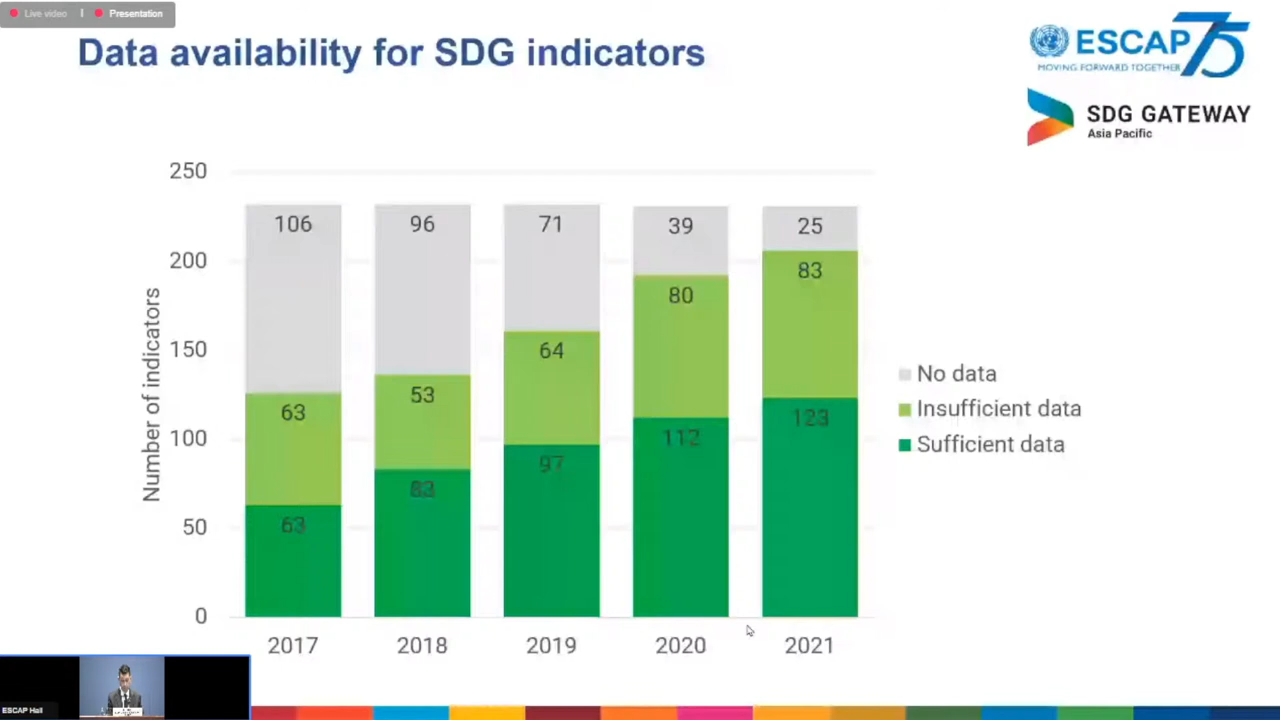 Live video | Presentation
Data availability for SDG indicators
ESCAP 75
MOVING FORWARD TOGETHER
SDG GATEWAY
Asia Pacific
250
200
150
100
50
0
Number of indicators
106
96
71
39
25
63
53
64
80
83
63
83
97
112
123
2017
2018
2019
2020
2021
No data
Insufficient data
Sufficient data
ESCAP Hall